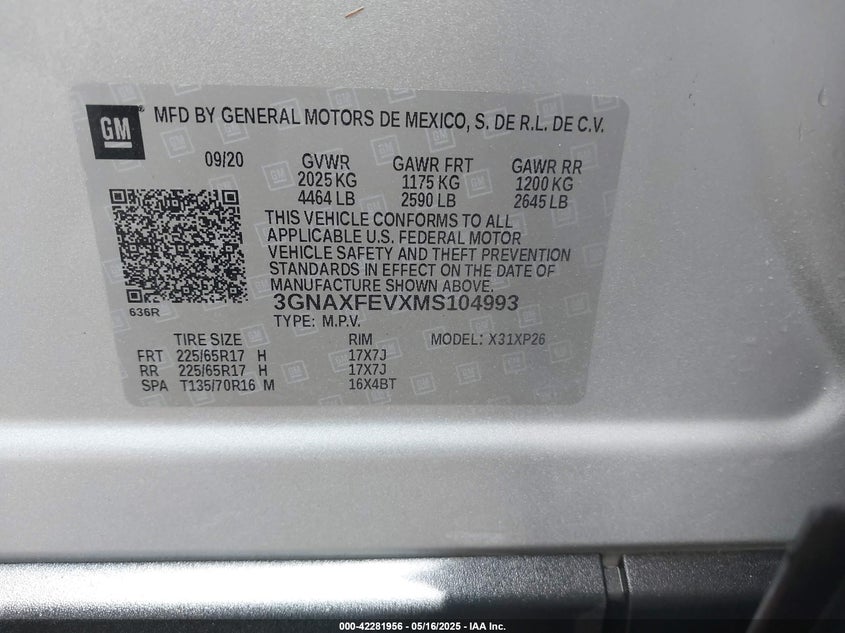 GM ® MFD BY GENERAL MOTORS DE MEXICO, S. DE R.L. DE C.V.
09/20 GVWR GAWR FRT GAWR RR
2025 KG 1175 KG 1200 KG
4464 LB 2590 LB 2645 LB
THIS VEHICLE CONFORMS TO ALL
APPLICABLE U.S. FEDERAL MOTOR
VEHICLE SAFETY AND THEFT PREVENTION
STANDARDS IN EFFECT ON THE DATE OF
MANUFACTURE SHOWN ABOVE.
636R
3GNAXFEVXMS104993
TYPE: M.P.V.
TIRE SIZE RIM MODEL: X31XP26
FRT 225/65R17 H 17X7J
RR 225/65R17 H 17X7J
SPA T135/70R16 M 16X4BT
000-42281956 - 05/16/2025 - IAA Inc.